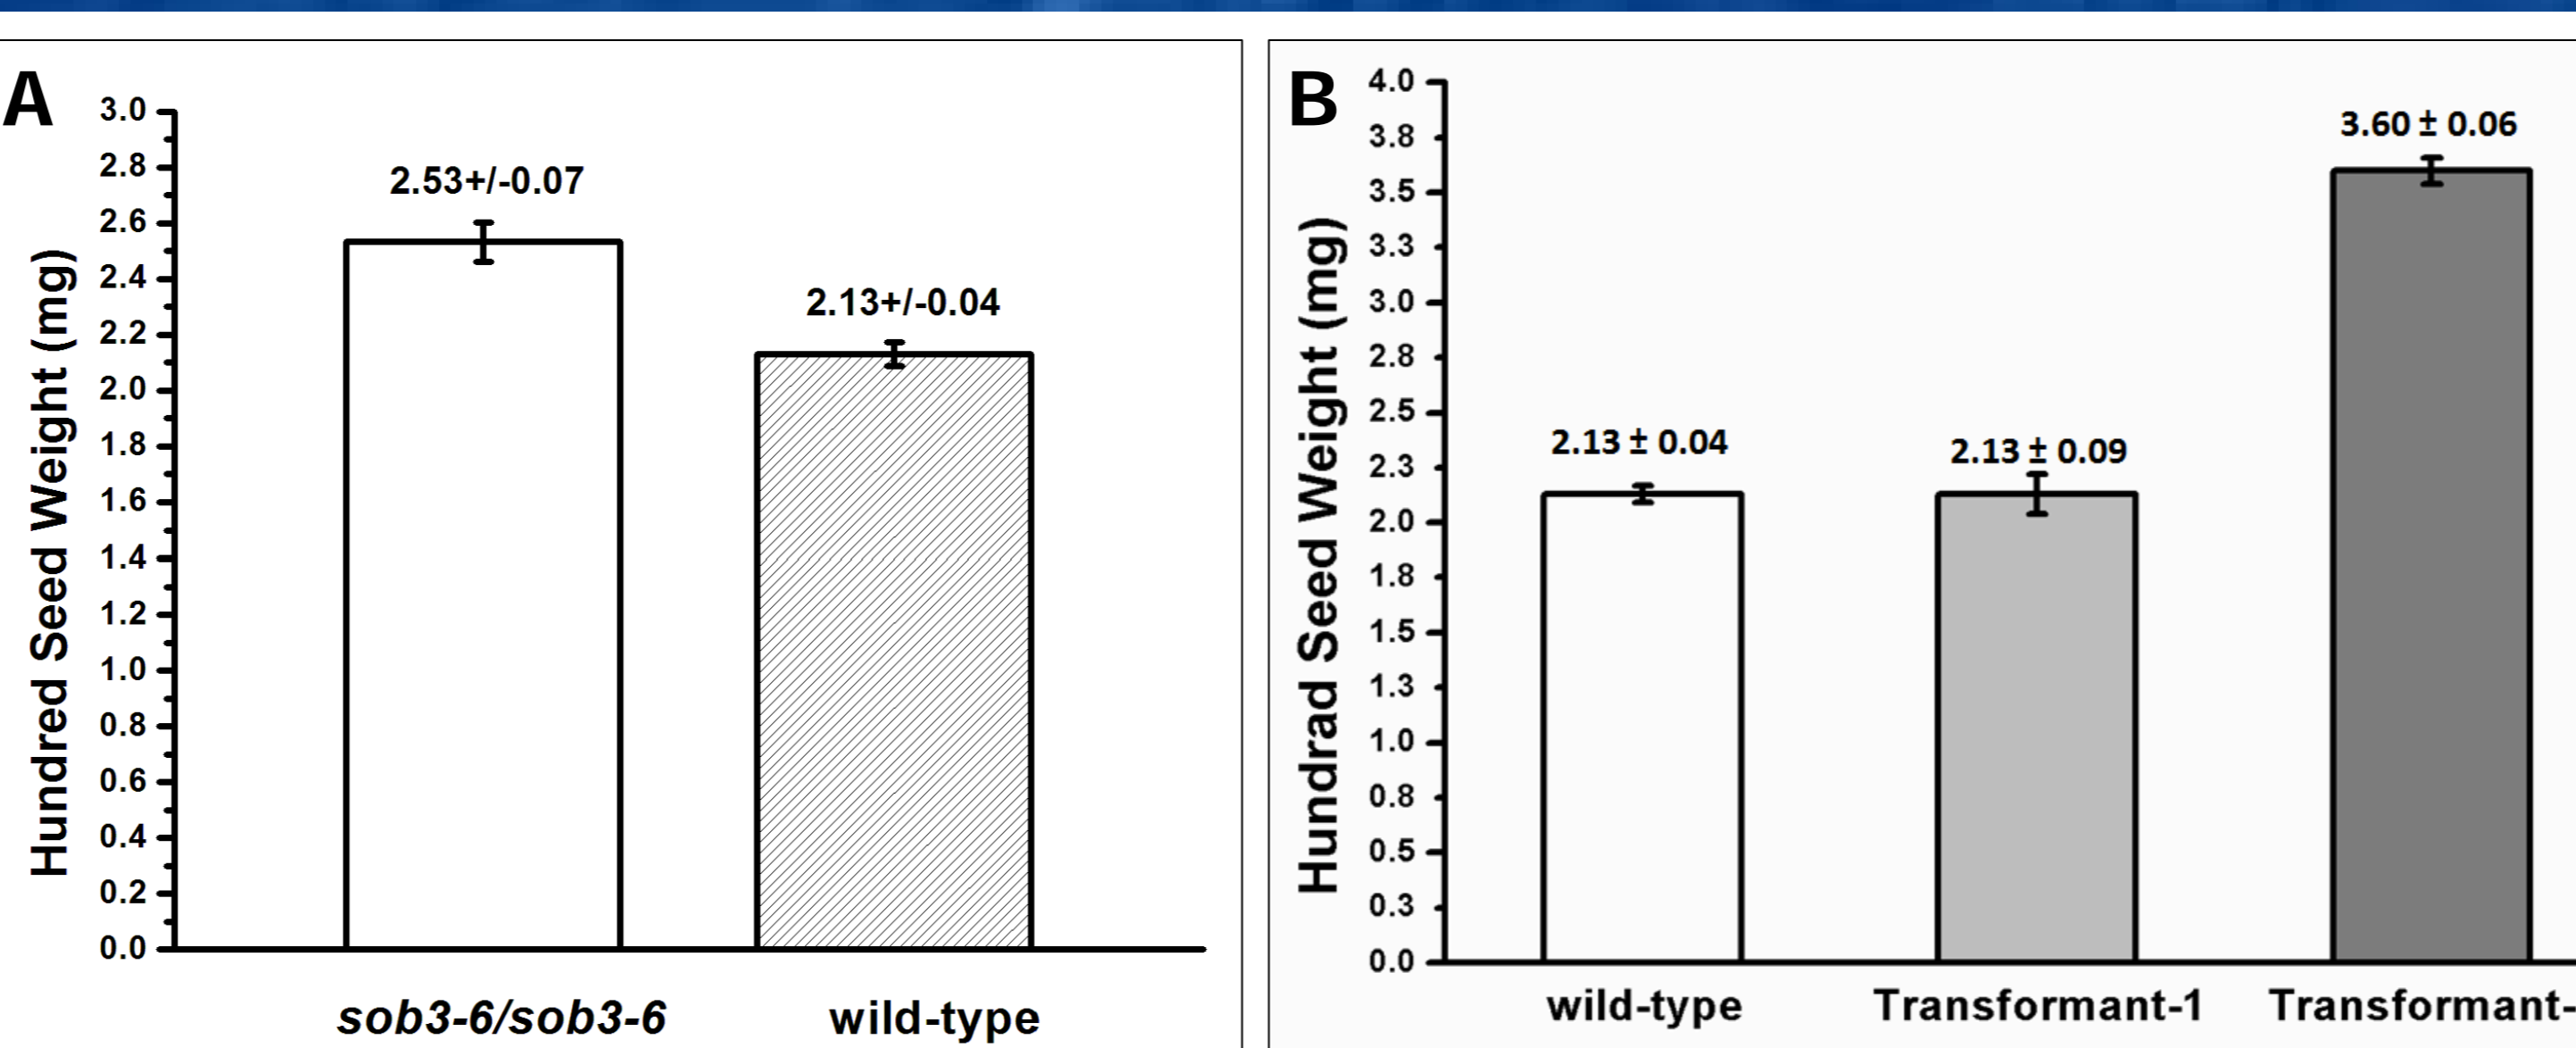 A
Hundred Seed Weight (mg)
3.0
2.8
2.6
2.4
2.2
2.0
1.8
1.6
1.4
1.2
1.0
0.8
0.6
0.4
0.2
0.0
2.53+/-0.07
2.13+/-0.04
sob3-6/sob3-6
wild-type
B
Hundrad Seed Weight (mg)
4.0
3.8
3.5
3.3
3.0
2.8
2.5
2.3
2.0
1.8
1.5
1.3
1.0
0.8
0.5
0.3
0.0
2.13 ± 0.04
2.13 ± 0.09
3.60 ± 0.06
wild-type
Transformant-1
Transformant-